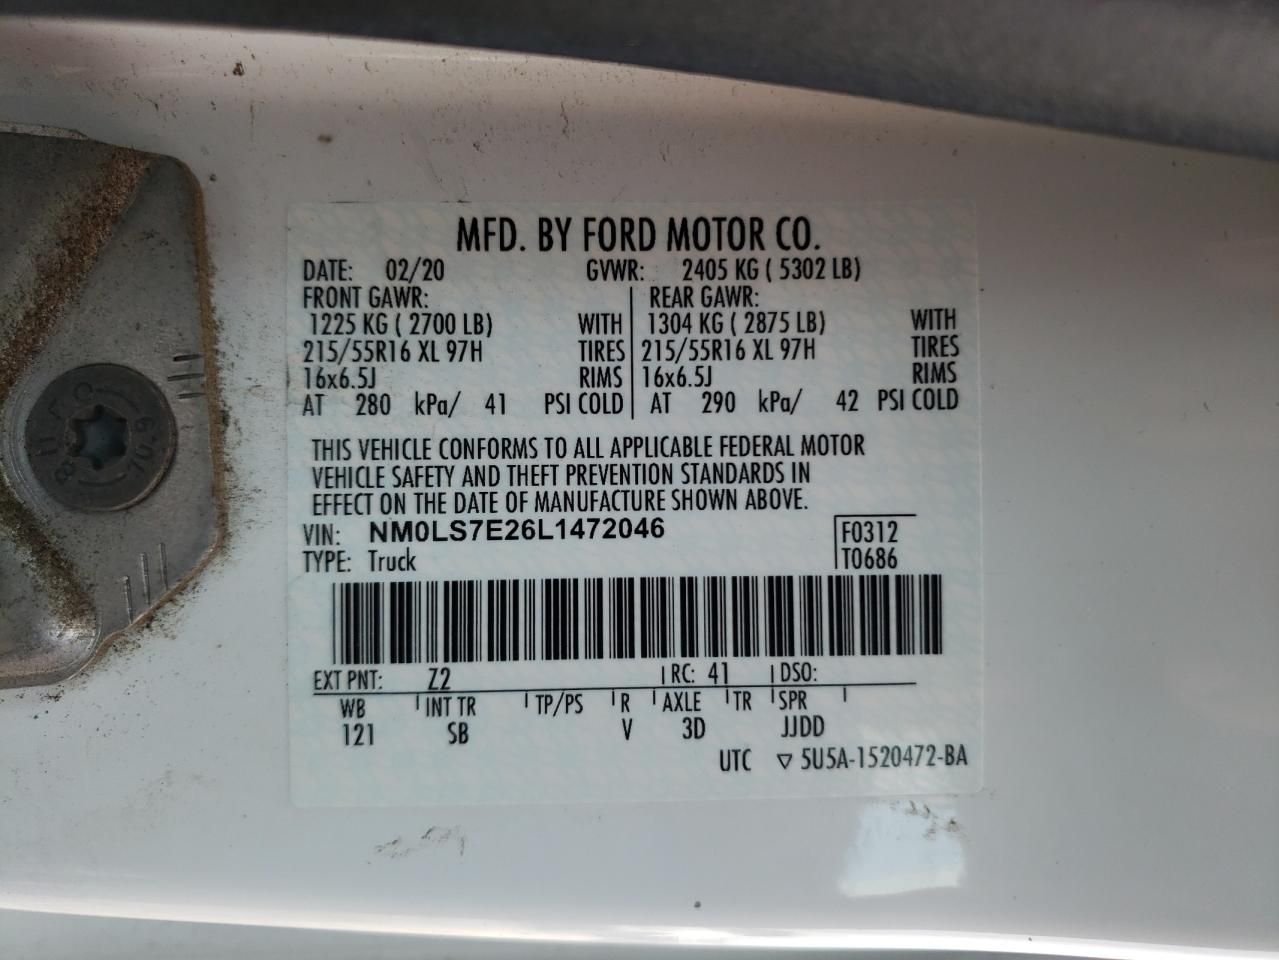 MFD. BY FORD MOTOR CO.
DATE: 02/20 GVWR: 2405 KG ( 5302 LB)
FRONT GAWR: REAR GAWR:
1225 KG ( 2700 LB) WITH 1304 KG ( 2875 LB) WITH
215/55R16 XL 97H TIRES 215/55R16 XL 97H TIRES
16x6.5J RIMS 16x6.5J RIMS
AT 280 kPa/ 41 PSI COLD AT 290 kPa/ 42 PSI COLD
THIS VEHICLE CONFORMS TO ALL APPLICABLE FEDERAL MOTOR
VEHICLE SAFETY AND THEFT PREVENTION STANDARDS IN
EFFECT ON THE DATE OF MANUFACTURE SHOWN ABOVE.
VIN: NM0LS7E26L1472046 F0312
TYPE: Truck T0686
EXT PNT: Z2 RC: 41 DSO:
WB INT TR TP/PS R AXLE TR SPR
121 SB V 3D JJDD
UTC ▽ 5U5A-1520472-BA
10.9